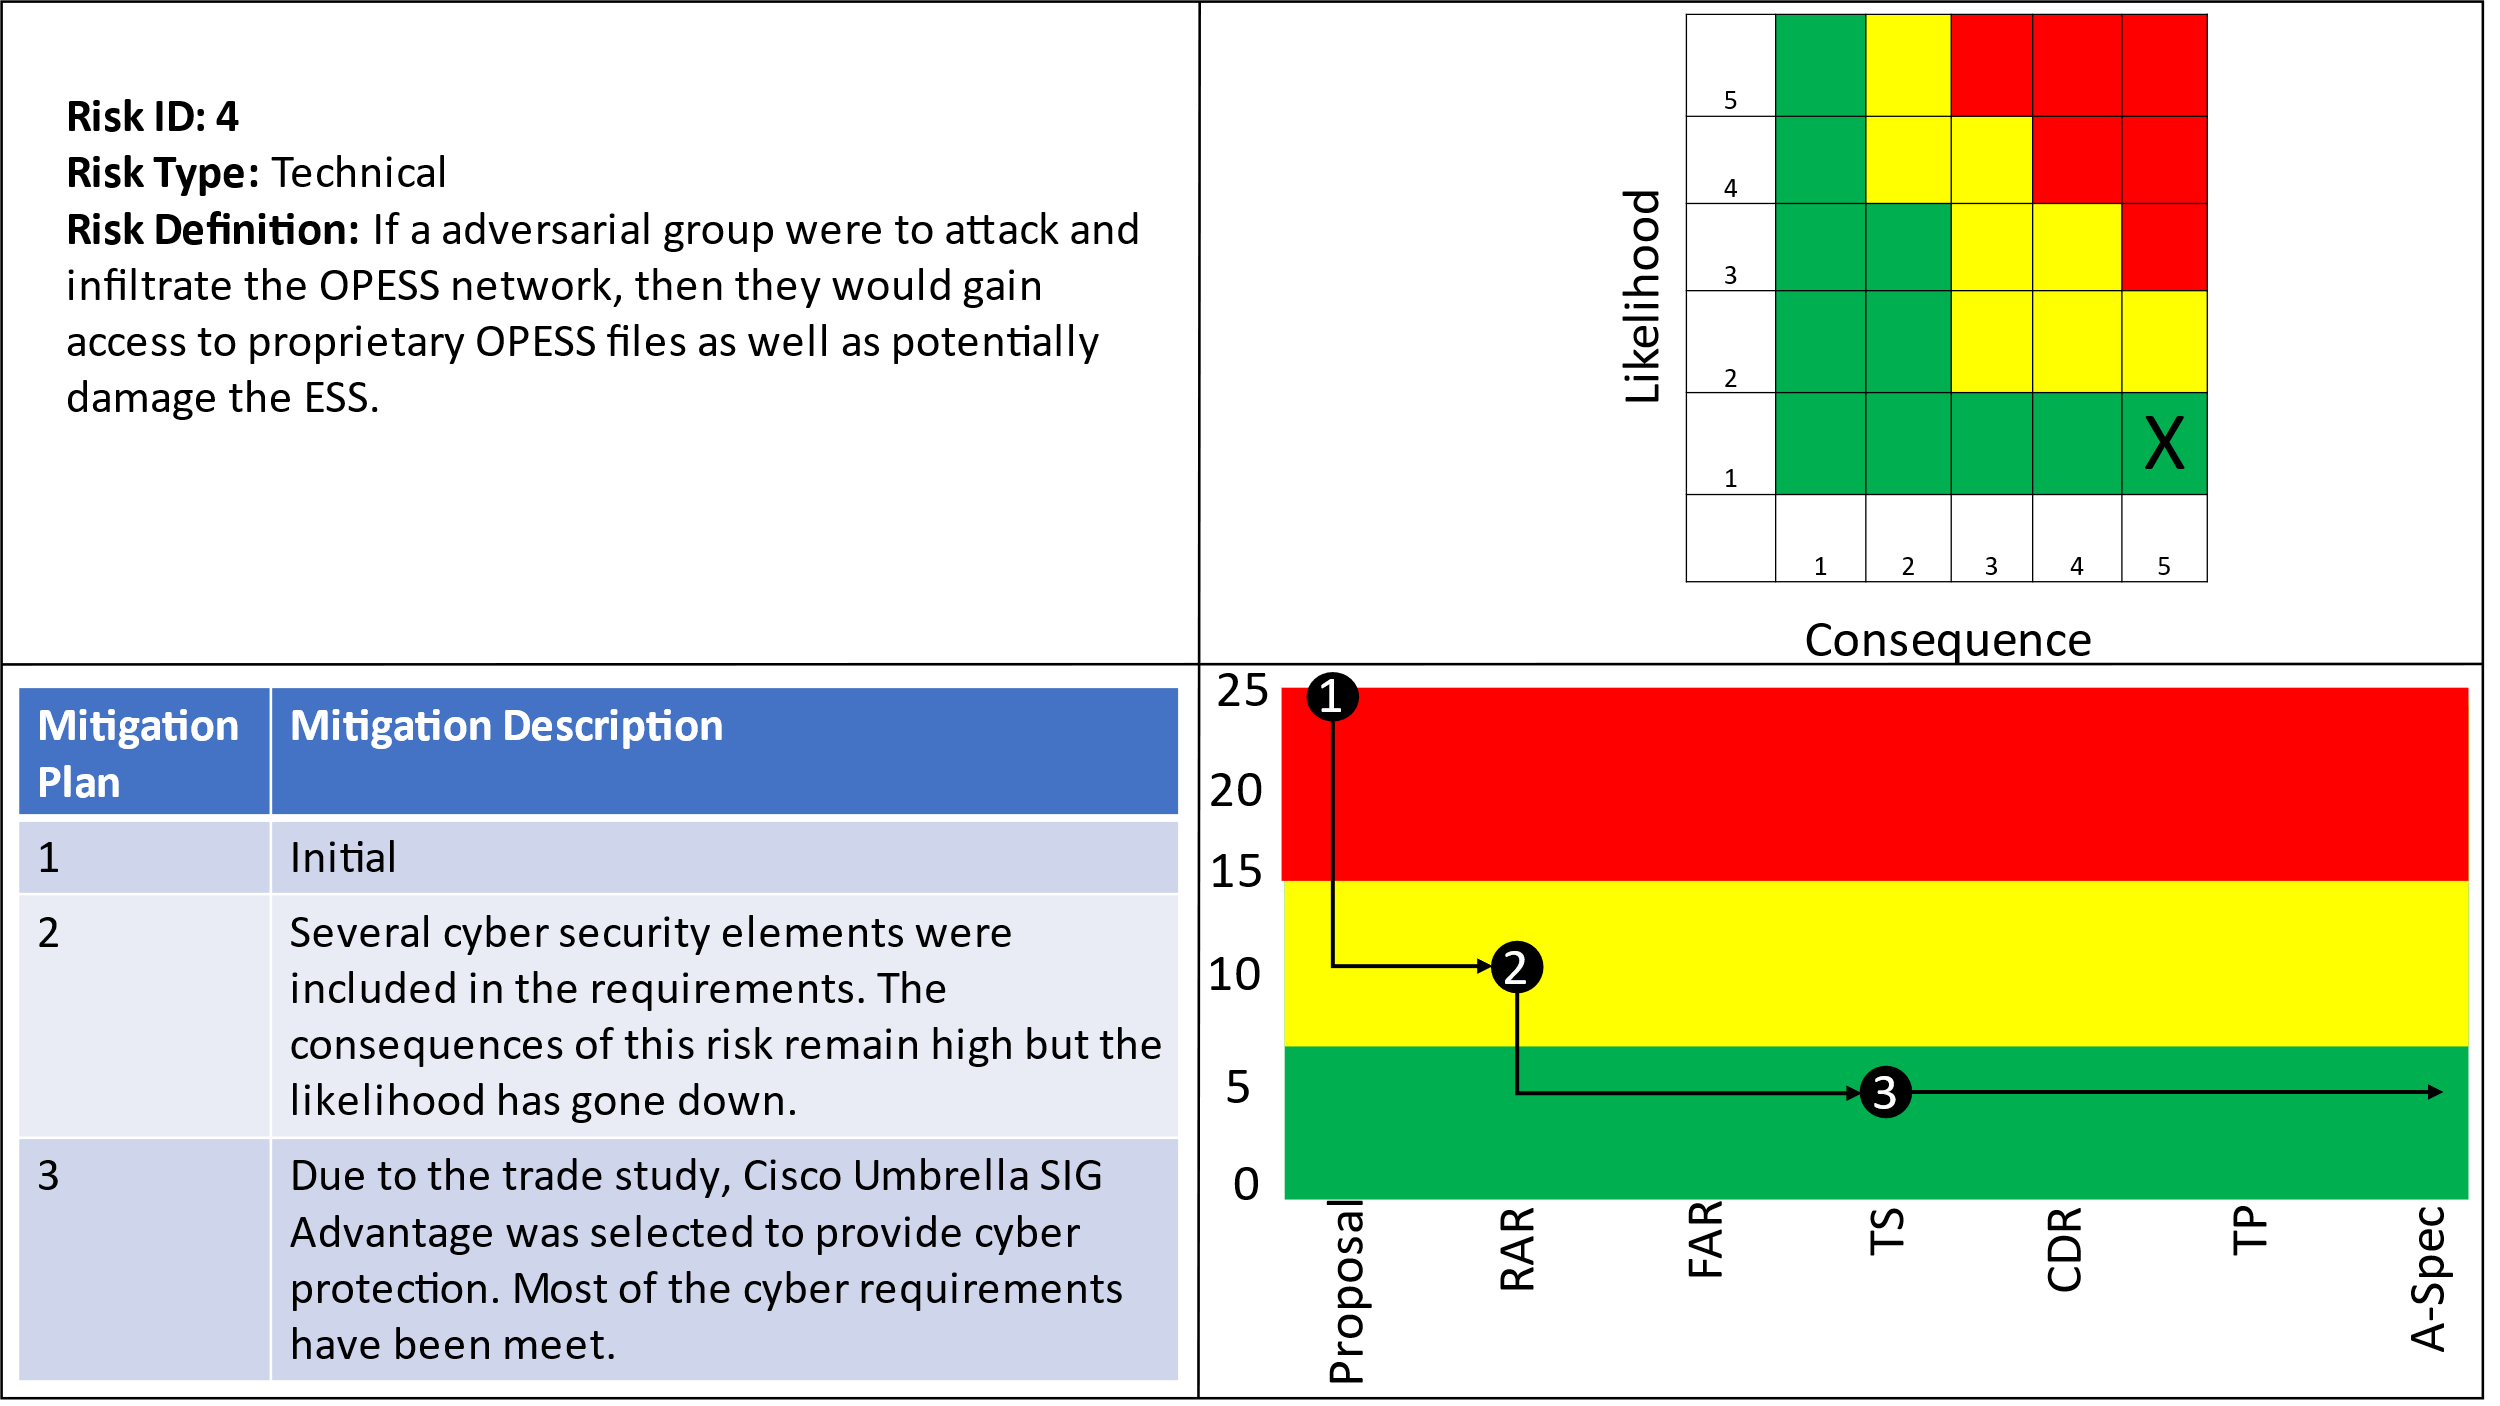 Risk ID: 4
Risk Type: Technical
Risk Definition: If a adversarial group were to attack and
infiltrate the OPESS network, then they would gain
access to proprietary OPESS files as well as potentially
damage the ESS.
Likelihood
5
4
3
2
1
X
1 2 3 4 5
Consequence
Mitigation
Plan
Mitigation Description
1
Initial
2
Several cyber security elements were
included in the requirements. The
consequences of this risk remain high but the
likelihood has gone down.
3
Due to the trade study, Cisco Umbrella SIG
Advantage was selected to provide cyber
protection. Most of the cyber requirements
have been meet.
25
20
15
10
5
0
1
2
3
Proposal
RAR
FAR
TS
CDR
TP
A-Spec